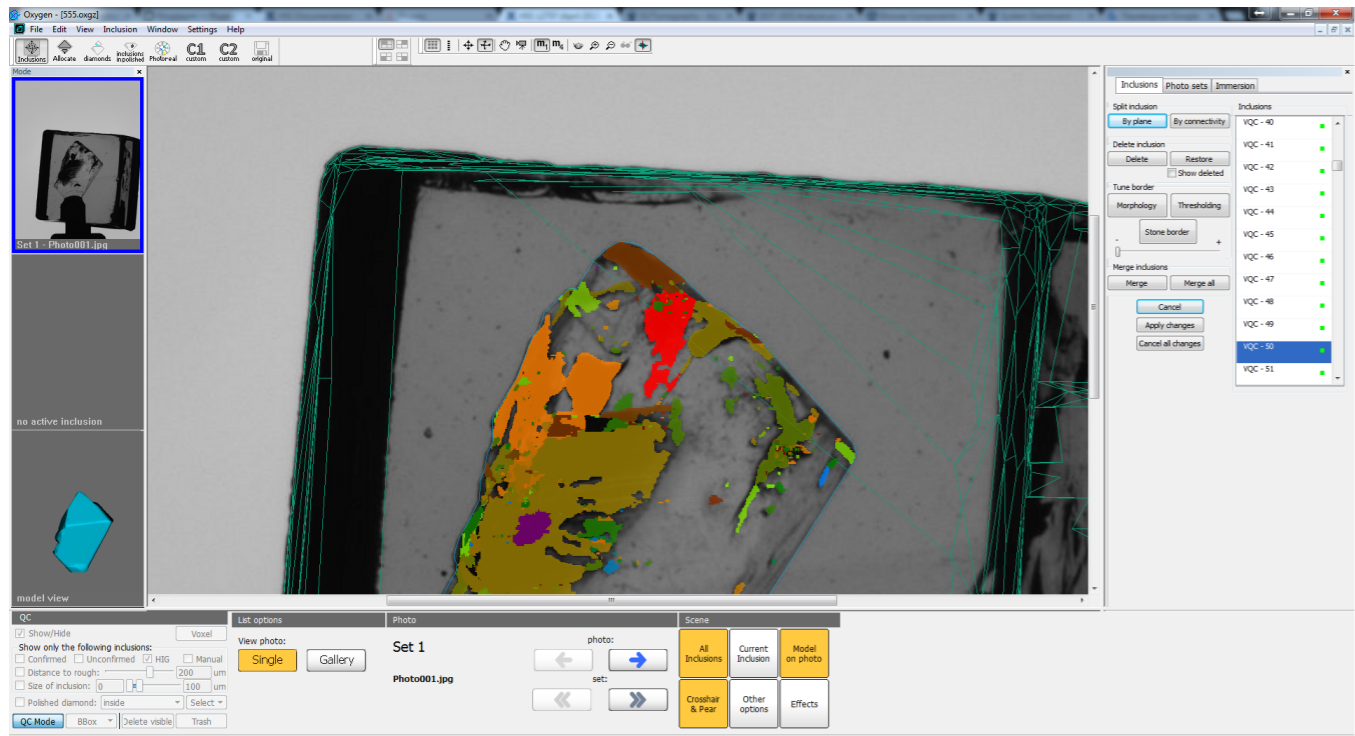 Oxygen - [555.oxgz]
File Edit View Inclusion Window Settings Help
Inclusions Allocate diamonds inclusions in polished Photoreal C1 custom C2 custom original
m₁
Mode x
Set 1 - Photo001.jpg
no active inclusion
model view
Inclusions Photo sets Immersion
Split inclusion
By plane By connectivity
Delete inclusion
Delete Restore
Show deleted
Tune border
Morphology Thresholding
Stone border
- +
Merge inclusions
Merge Merge all
Cancel
Apply changes
Cancel all changes
Inclusions
VQC - 40
VQC - 41
VQC - 42
VQC - 43
VQC - 44
VQC - 45
VQC - 46
VQC - 47
VQC - 48
VQC - 49
VQC - 50
VQC - 51
QC
Show/Hide Voxel
Show only the following inclusions:
Confirmed Unconfirmed HIG Manual
Distance to rough: 200 um
Size of inclusion: 0 100 um
Polished diamond: inside Select
QC Mode BBox Delete visible Trash
List options
View photo:
Single Gallery
Photo
Set 1
photo:
Photo001.jpg
set:
Scene
All Inclusions
Current Inclusion
Model on photo
Crosshair & Pear
Other options
Effects